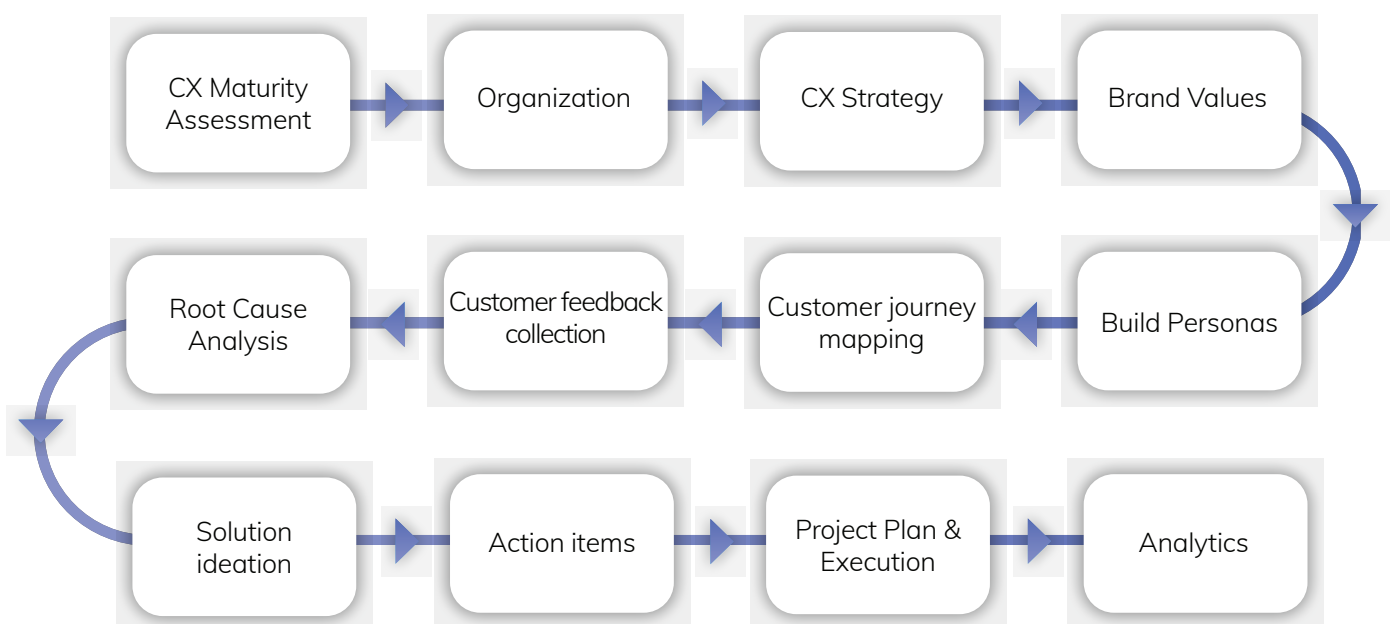 CX Maturity
Assessment
Organization
CX Strategy
Brand Values
Build Personas
Customer journey
mapping
Customer feedback
collection
Root Cause
Analysis
Solution
ideation
Action items
Project Plan &
Execution
Analytics